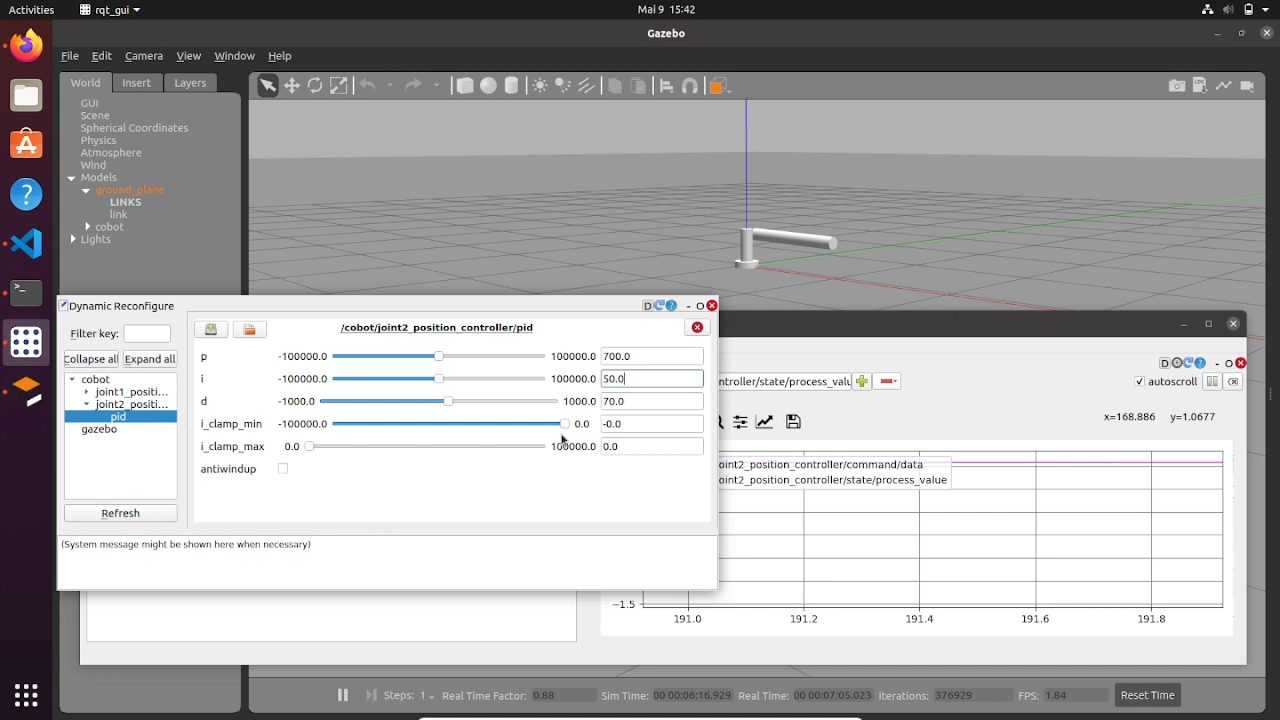 Activities
rqt_gui
Mai 9 15:42
Gazebo
File Edit Camera View Window Help
World Insert Layers
GUI
Scene
Spherical Coordinates
Physics
Atmosphere
Wind
Models
ground_plane
LINKS
link
cobot
Lights
Dynamic Reconfigure
D - O
Filter key:
Collapse all Expand all
cobot
joint1_positi...
joint2_positi...
pid
gazebo
Refresh
/cobot/joint2_position_controller/pid
p -100000.0 100000.0 700.0
i -100000.0 100000.0 50.0
d -1000.0 1000.0 70.0
i_clamp_min -100000.0 0.0 -0.0
i_clamp_max 0.0 100000.0 0.0
antiwindup
(System message might be shown here when necessary)
D - O
ntroller/state/process_valu
autoscroll
x=168.886 y=1.0677
oint2_position_controller/command/data
oint2_position_controller/state/process_value
−1.5
191.0 191.2 191.4 191.6 191.8
Steps: 1 Real Time Factor: 0.88 Sim Time: 00 00:06:16.929 Real Time: 00 00:07:05.023 Iterations: 376929 FPS: 1.84 Reset Time